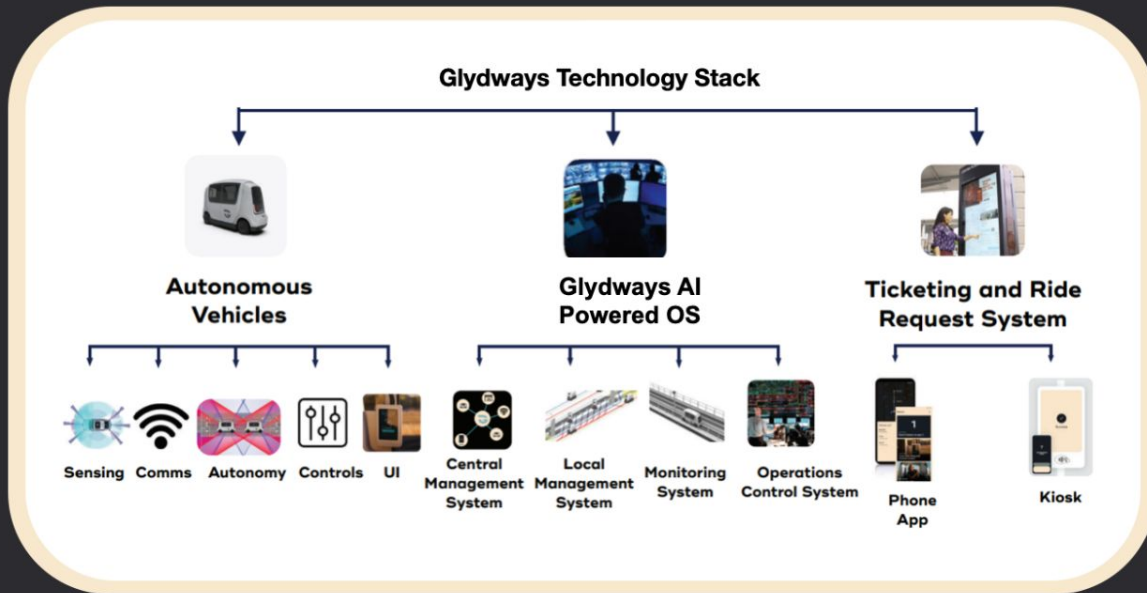 Glydways Technology Stack
Autonomous
Vehicles
Glydways AI
Powered OS
Ticketing and Ride
Request System
Sensing
Comms
Autonomy
Controls
UI
Central
Management
System
Local
Management
System
Monitoring
System
Operations
Control System
Phone
App
Kiosk